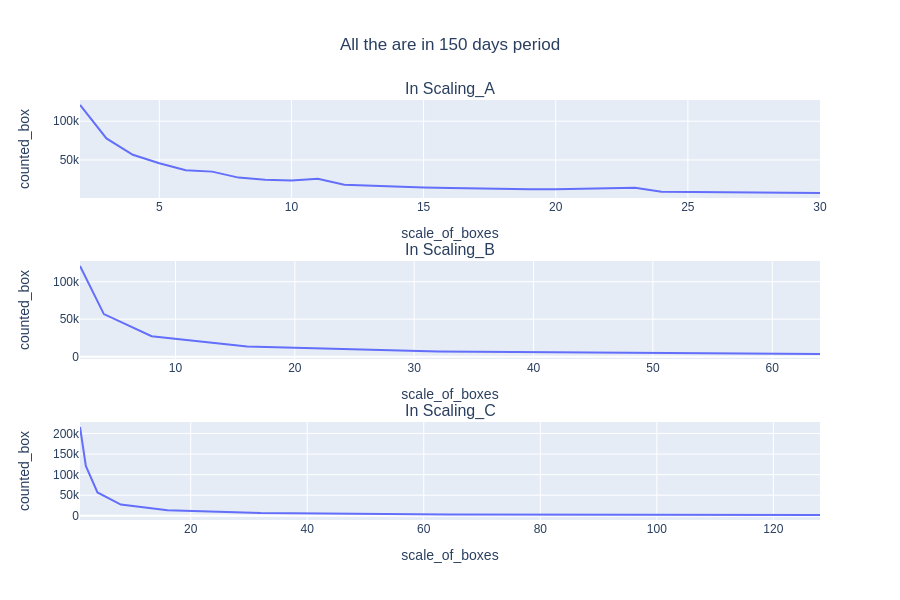 All the are in 150 days period
In Scaling_A
counted_box
100k
50k
5 10 15 20 25 30
scale_of_boxes
In Scaling_B
counted_box
100k
50k
0
10 20 30 40 50 60
scale_of_boxes
In Scaling_C
counted_box
200k
150k
100k
50k
0
20 40 60 80 100 120
scale_of_boxes